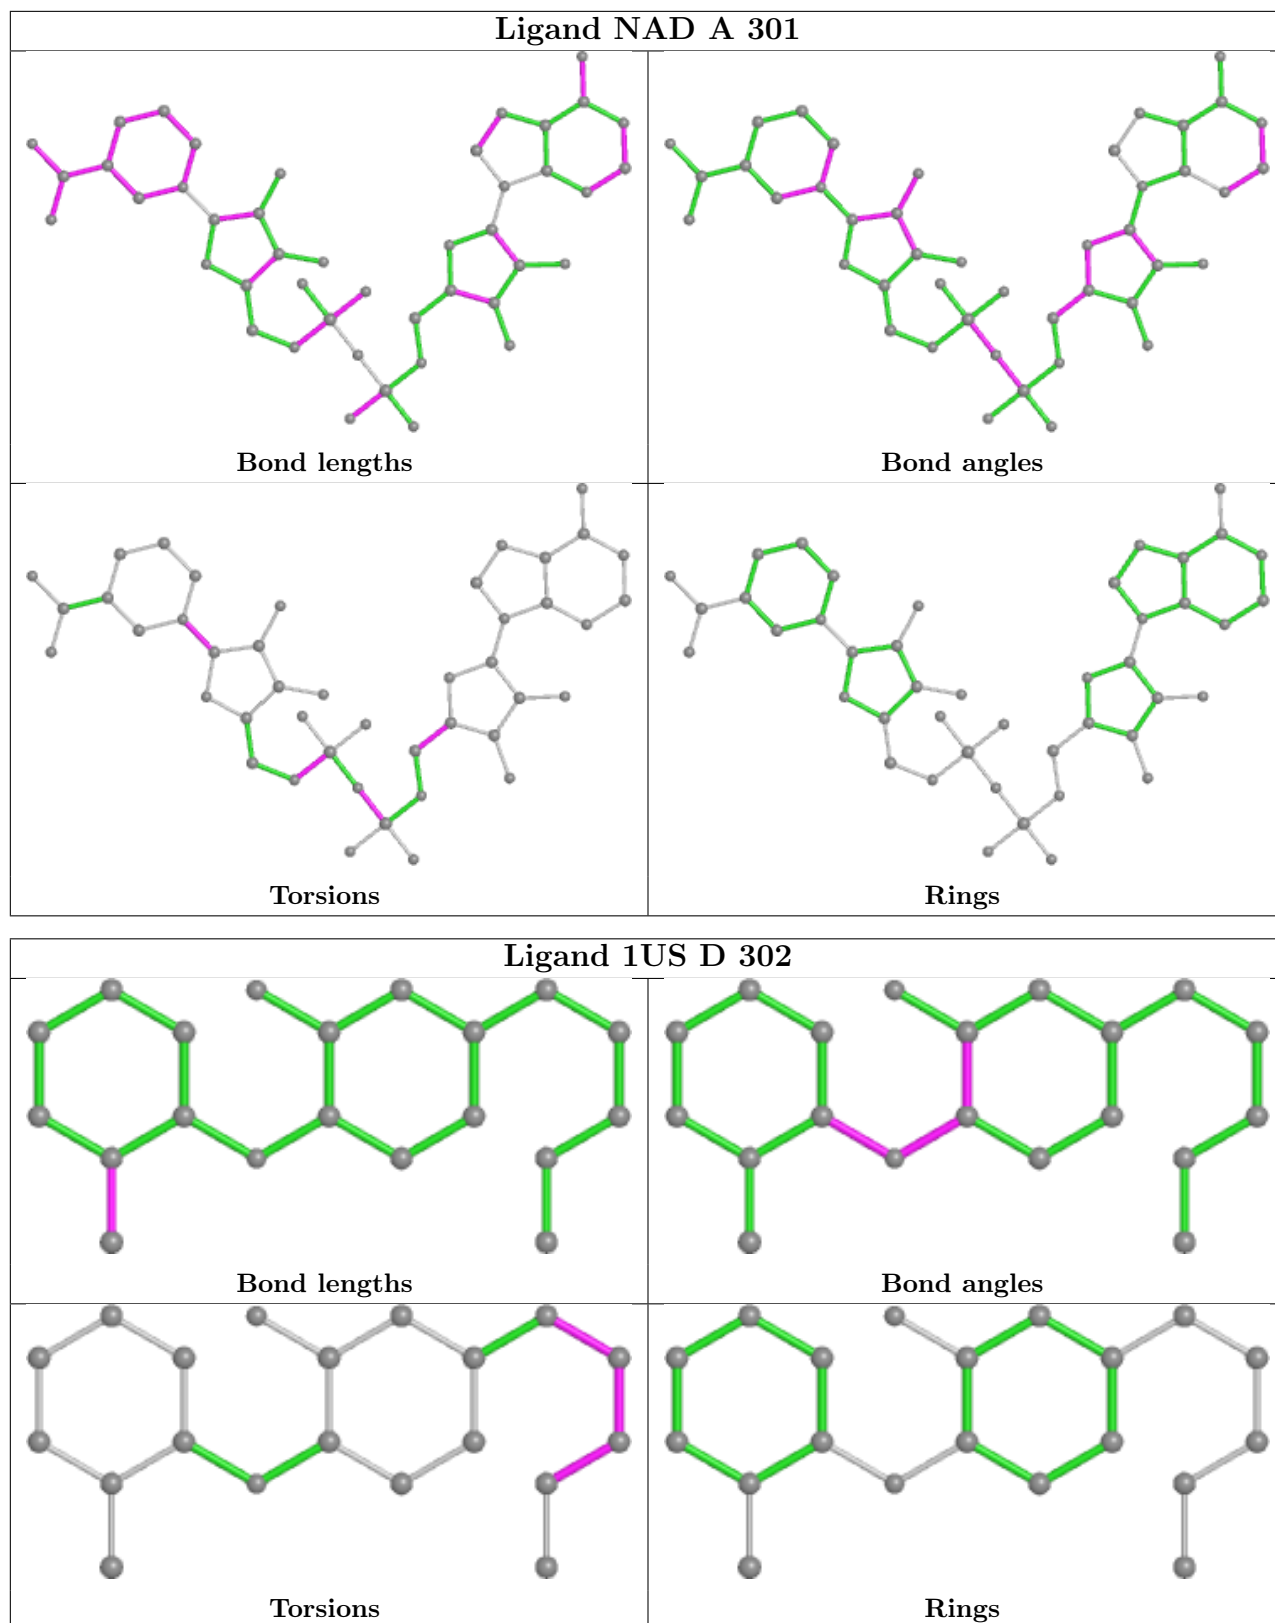 Ligand NAD A 301
Bond lengths
Bond angles
Torsions
Rings
Ligand 1US D 302
Bond lengths
Bond angles
Torsions
Rings